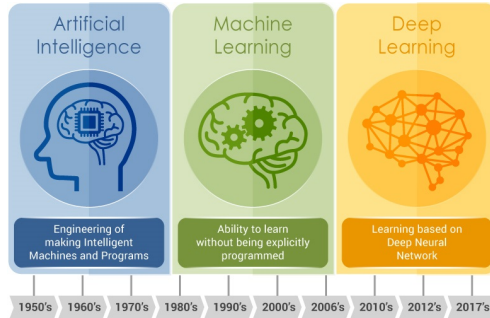 Artificial
Intelligence
Machine
Learning
Deep
Learning
Engineering of
making Intelligent
Machines and Programs
Ability to learn
without being explicitly
programmed
Learning based on
Deep Neural
Network
1950's 1960's 1970's 1980's 1990's 2000's 2006's 2010's 2012's 2017's